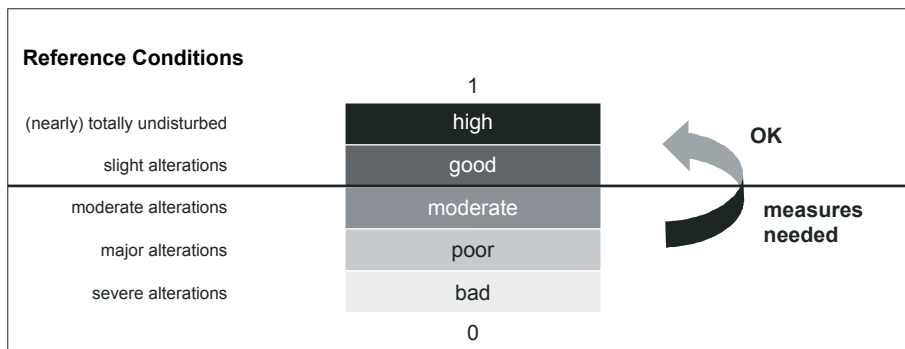 Reference Conditions
1
(nearly) totally undisturbed
high
OK
slight alterations
good
moderate alterations
moderate
measures
needed
major alterations
poor
severe alterations
bad
0